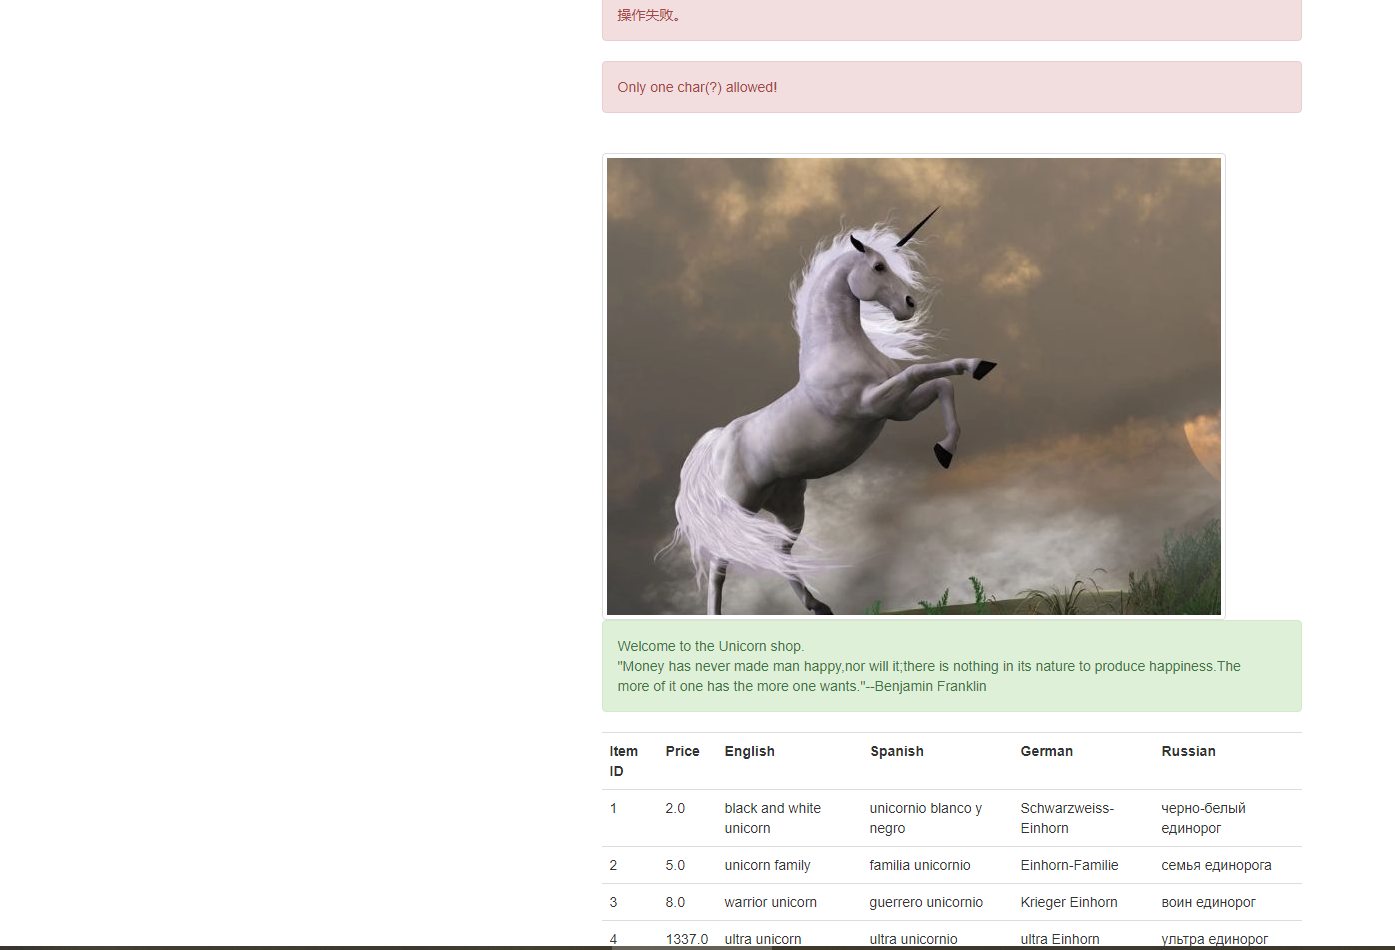 操作失败。
Only one char(?) allowed!
Welcome to the Unicorn shop.
"Money has never made man happy,nor will it;there is nothing in its nature to produce happiness.The
more of it one has the more one wants."--Benjamin Franklin
Item ID Price English Spanish German Russian
1 2.0 black and white unicorn unicornio blanco y negro Schwarzweiss-Einhorn черно-белый единорог
2 5.0 unicorn family familia unicornio Einhorn-Familie семья единорога
3 8.0 warrior unicorn guerrero unicornio Krieger Einhorn воин единорог
4 1337.0 ultra unicorn ultra unicornio ultra Einhorn ультра единорог